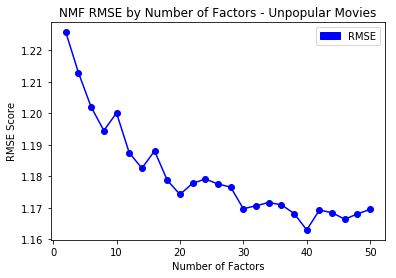 NMF RMSE by Number of Factors - Unpopular Movies
RMSE
1.22
1.21
1.20
1.19
1.18
1.17
1.16
RMSE Score
0 10 20 30 40 50
Number of Factors